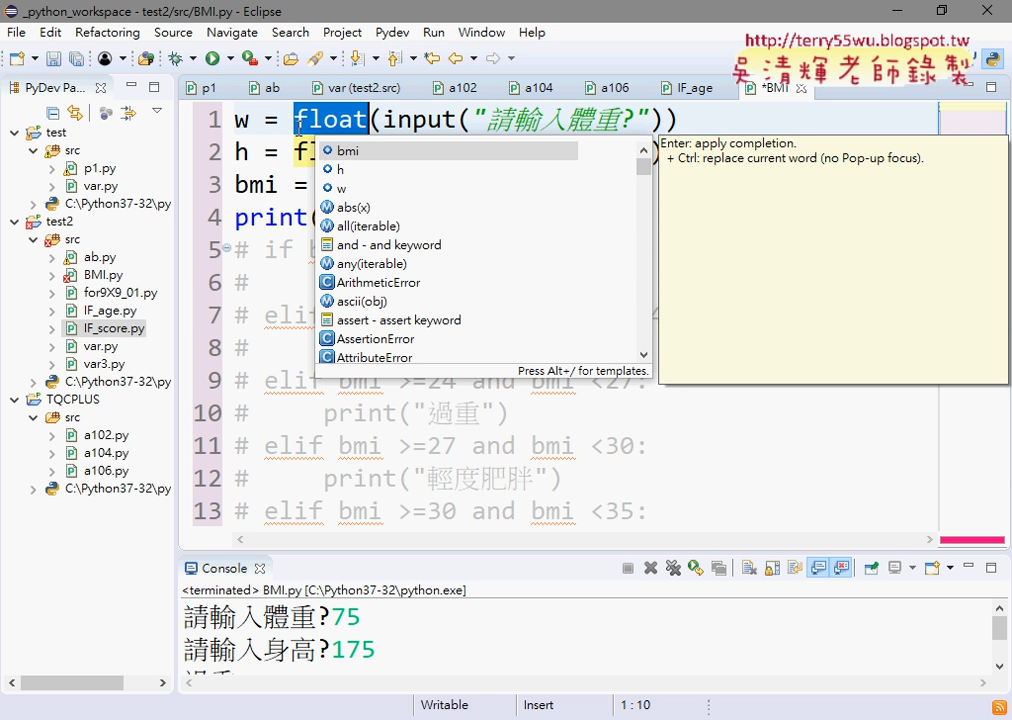 _python_workspace - test2/src/BMI.py - Eclipse
File Edit Refactoring Source Navigate Search Project Pydev Run Window Help
http://terry55wu.blogspot.tw
吳清輝老師錄製
PyDev Pa...
p1 ab var (test2.src) a102 a104 a106 IF_age *BMI
test
src
p1.py
var.py
C:\Python37-32\py
test2
src
ab.py
BMI.py
for9X9_01.py
IF_age.py
IF_score.py
var.py
var3.py
C:\Python37-32\py
TQCPLUS
src
a102.py
a104.py
a106.py
C:\Python37-32\py
1 w = float(input("請輸入體重?"))
2 h = fl
3 bmi =
4 print(
5 # if b
6 #
7 # elif
8 #
9 # elif bmi >=24 and bmi <27:
10 # print("過重")
11 # elif bmi >=27 and bmi <30:
12 # print("輕度肥胖")
13 # elif bmi >=30 and bmi <35:
bmi
h
w
abs(x)
all(iterable)
and - and keyword
any(iterable)
ArithmeticError
ascii(obj)
assert - assert keyword
AssertionError
AttributeError
Press Alt+/ for templates.
Enter: apply completion.
+ Ctrl: replace current word (no Pop-up focus).
Console
<terminated> BMI.py [C:\Python37-32\python.exe]
請輸入體重?75
請輸入身高?175
Writable Insert 1 : 10